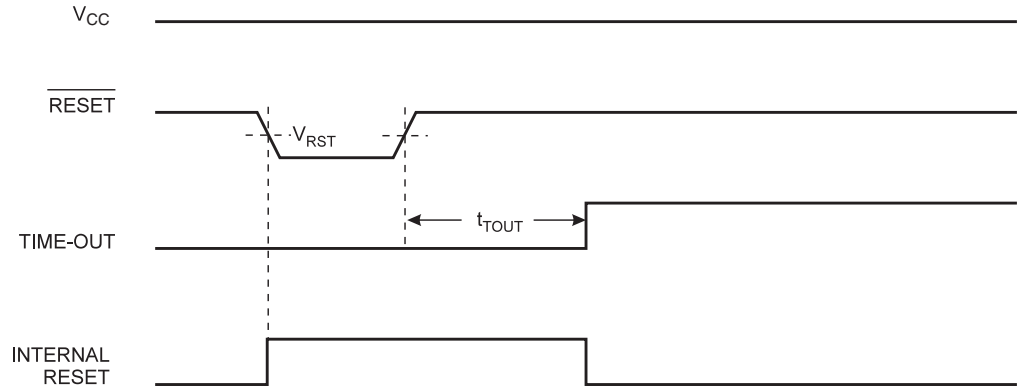 VCC
RESET
VRST
tTOUT
TIME-OUT
INTERNAL
RESET